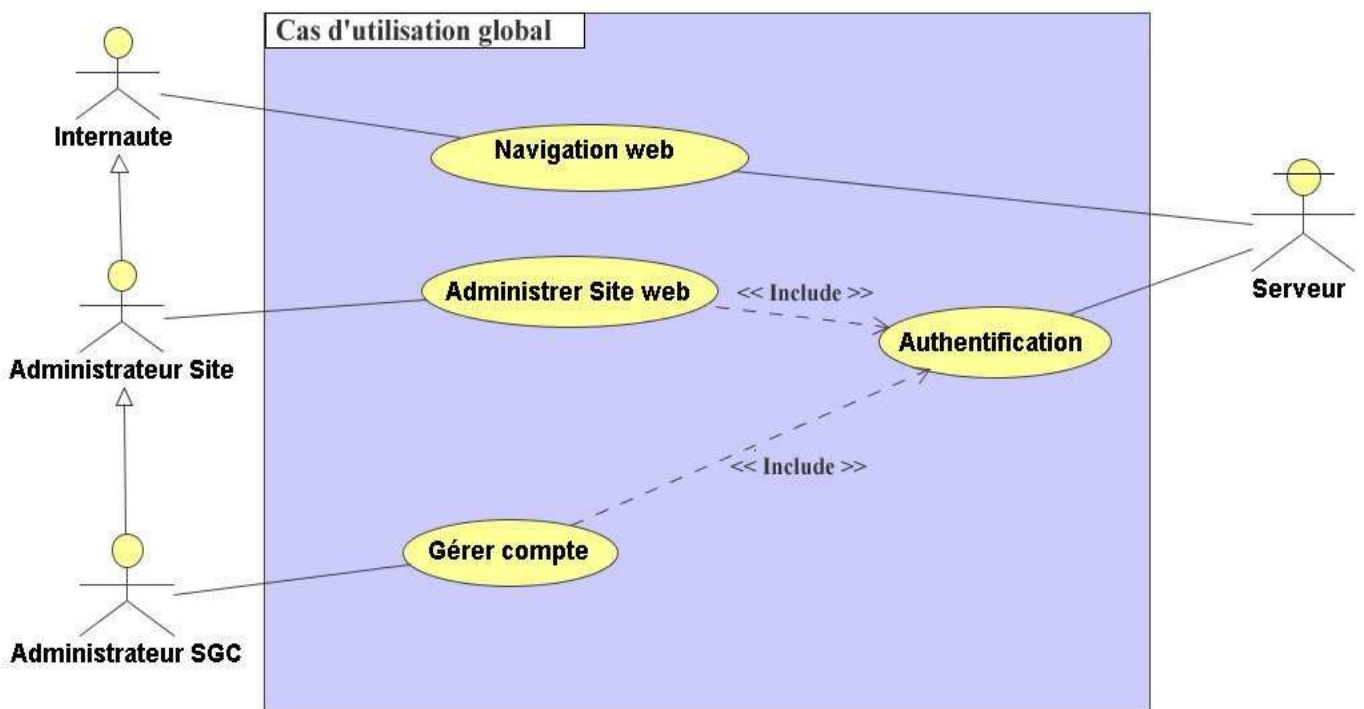 Cas d'utilisation global
Internaute
Navigation web
Serveur
Administrer Site web
<< Include >>
Authentification
Administrateur Site
<< Include >>
Gérer compte
Administrateur SGC